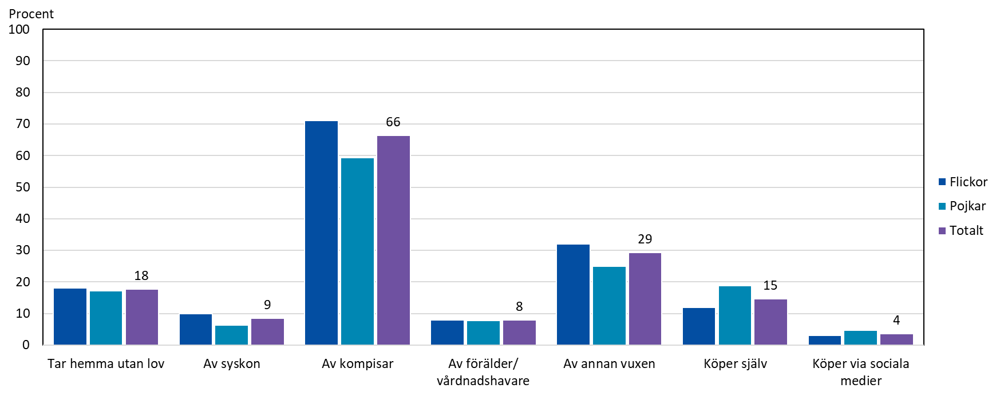 Procent
100
90
80
70
60
50
40
30
20
10
0
18
9
66
8
29
15
4
Tar hemma utan lov
Av syskon
Av kompisar
Av förälder/
vårdnadshavare
Av annan vuxen
Köper själv
Köper via sociala
medier
Flickor
Pojkar
Totalt